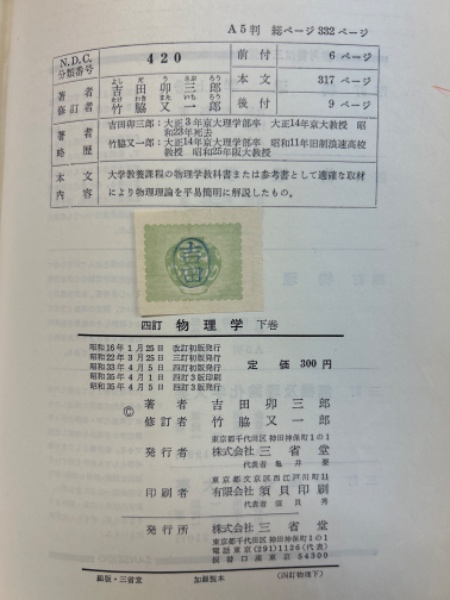 A5判 総ページ 332ページ
N.D.C.分類番号 420 前付 6ページ
よし だ う さぶ ろう
著者 吉田卯三郎 本文 317ページ
たけ わき また いち ろう
修訂者 竹脇又一郎 後付 9ページ
著者略歴
吉田卯三郎:大正3年京大理学部卒 大正14年京大教授 昭
和23年死去
竹脇又一郎:大正14年京大理学部卒 昭和11年旧制浪速高校
教授 昭和25年阪大教授
本文内容
大学教養課程の物理学教科書または参考書として適確な取材
により物理理論を平易簡明に解説したもの。
吉田
四訂 物理学 下巻
昭和16年1月25日 改訂初版発行
昭和22年3月25日 三訂初版発行
昭和33年4月5日 四訂初版発行
昭和35年4月1日 四訂3版印刷
昭和35年4月5日 四訂3版発行
定価 300円
© 著者 吉田卯三郎
修訂者 竹脇又一郎
東京都千代田区神田神保町1の1
発行者 株式会社 三省堂
代表者 亀井
東京都文京区西江戸川町11
印刷者 有限会社 須貝印刷
代表者 須貝
東京都千代田区神田神保町1の1
発行所 株式会社 三省堂
電話東京(291)1126(代表)
振替口座東京 54300
組版・三省堂 加藤製本 (四訂物理下)